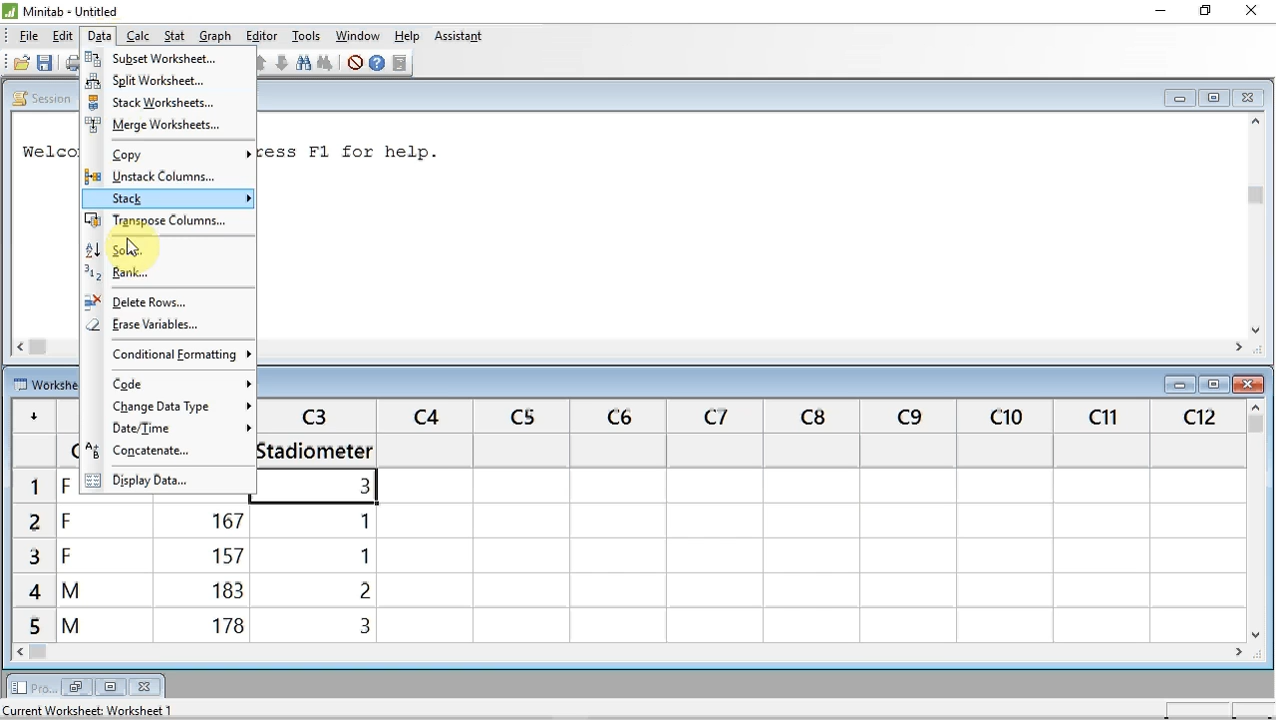 Minitab - Untitled
File Edit Data Calc Stat Graph Editor Tools Window Help Assistant
Subset Worksheet...
Split Worksheet...
Stack Worksheets...
Merge Worksheets...
Copy
Unstack Columns...
Stack
Transpose Columns...
Rank...
Delete Rows...
Erase Variables...
Conditional Formatting
Code
Change Data Type
Date/Time
Concatenate...
Display Data...
Session
F1 for help.
C3 C4 C5 C6 C7 C8 C9 C10 C11 C12
Stadiometer
1 F 3
2 F 167 1
3 F 157 1
4 M 183 2
5 M 178 3
Pro...
Current Worksheet: Worksheet 1